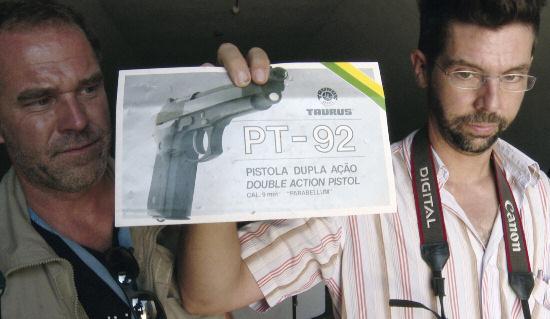 TAURUS
PT-92
PISTOLA DUPLA AÇÃO
DOUBLE ACTION PISTOL
CAL. 9 mm "PARABELLUM"
DIGITAL
Canon